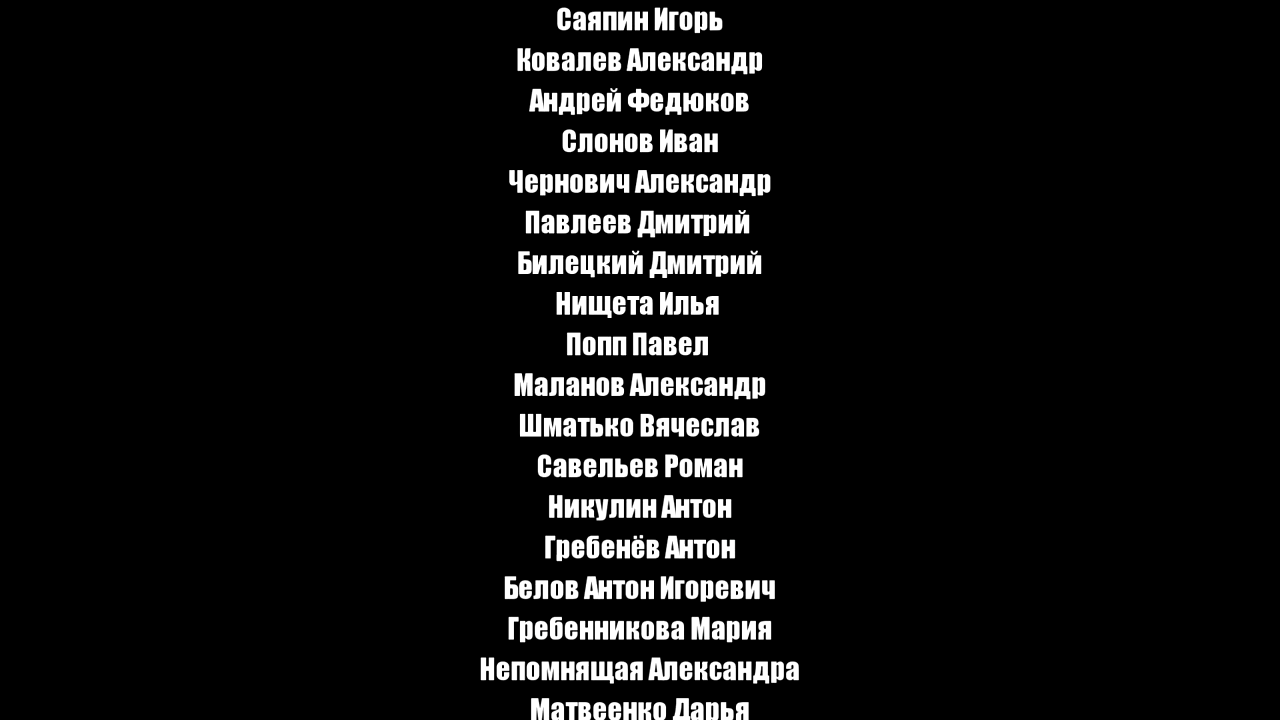 Саяпин Игорь
Ковалев Александр
Андрей Федюков
Слонов Иван
Чернович Александр
Павлеев Дмитрий
Билецкий Дмитрий
Нищета Илья
Попп Павел
Маланов Александр
Шматько Вячеслав
Савельев Роман
Никулин Антон
Гребенёв Антон
Белов Антон Игоревич
Гребенникова Мария
Непомнящая Александра
Матвеенко Дарья